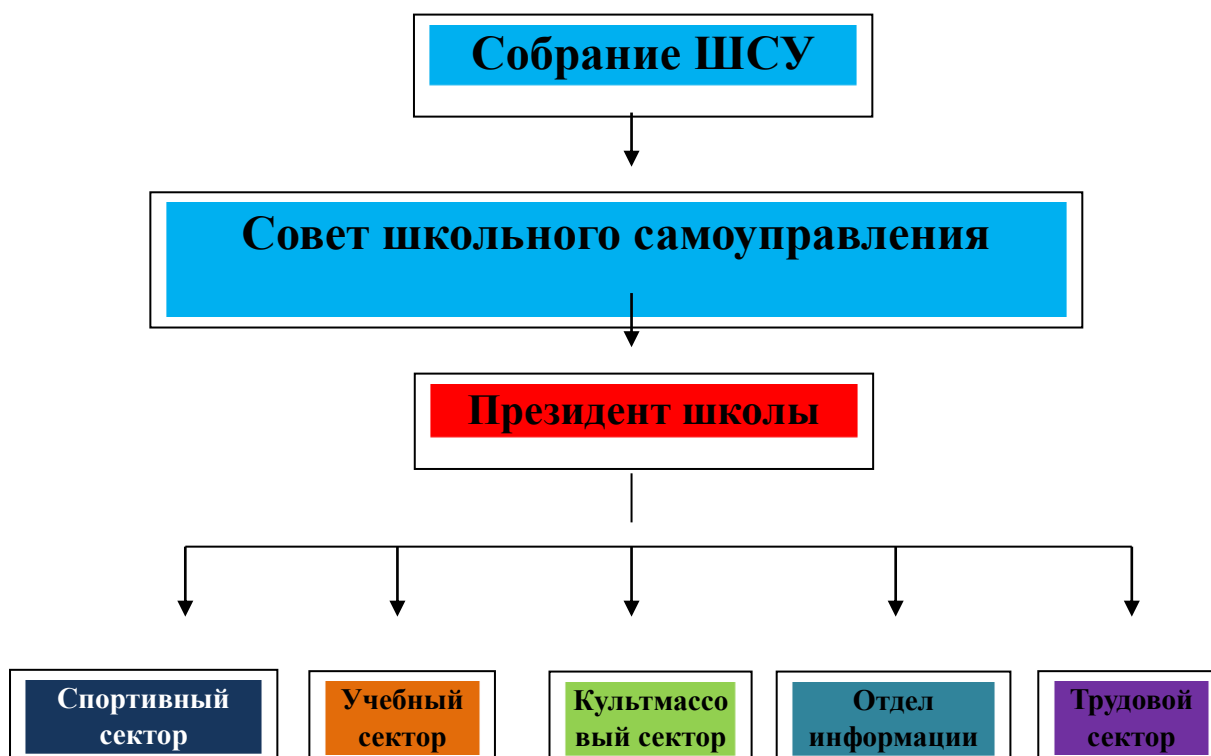 Собрание ШСУ
Совет школьного самоуправления
Президент школы
Спортивный
сектор
Учебный
сектор
Культмассо
вый сектор
Отдел
информации
Трудовой
сектор